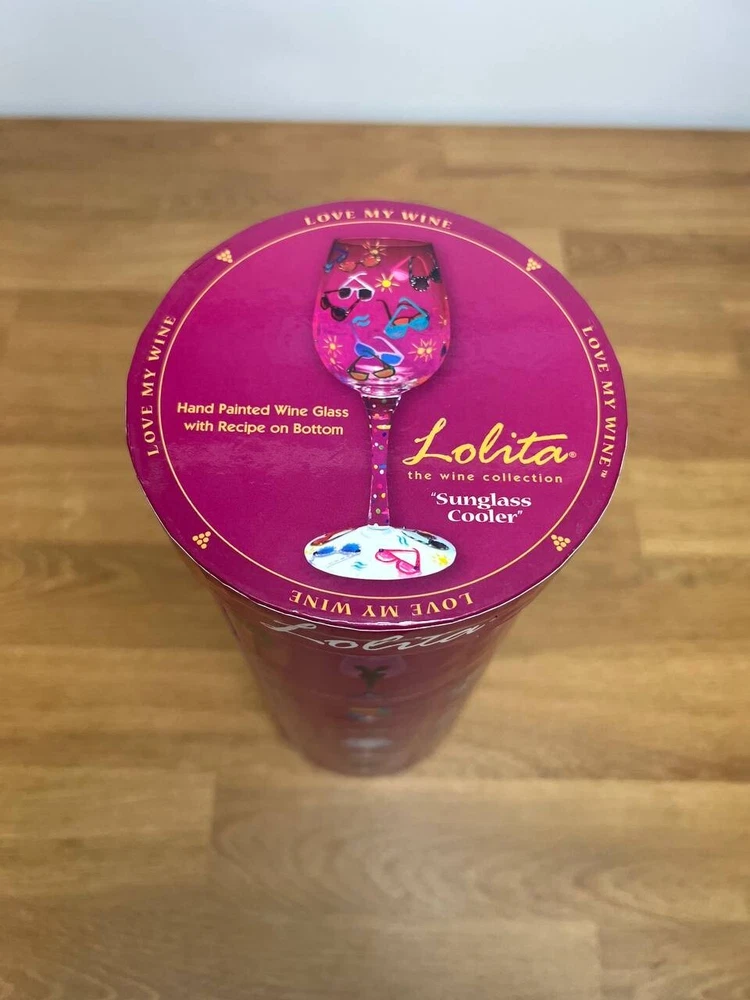 LOVE MY WINE
LOVE MY WINE
LOVE MY WINE™
Hand Painted Wine Glass
with Recipe on Bottom
Lolita®
the wine collection
"Sunglass
Cooler"
LOVE MY WINE
Lolita